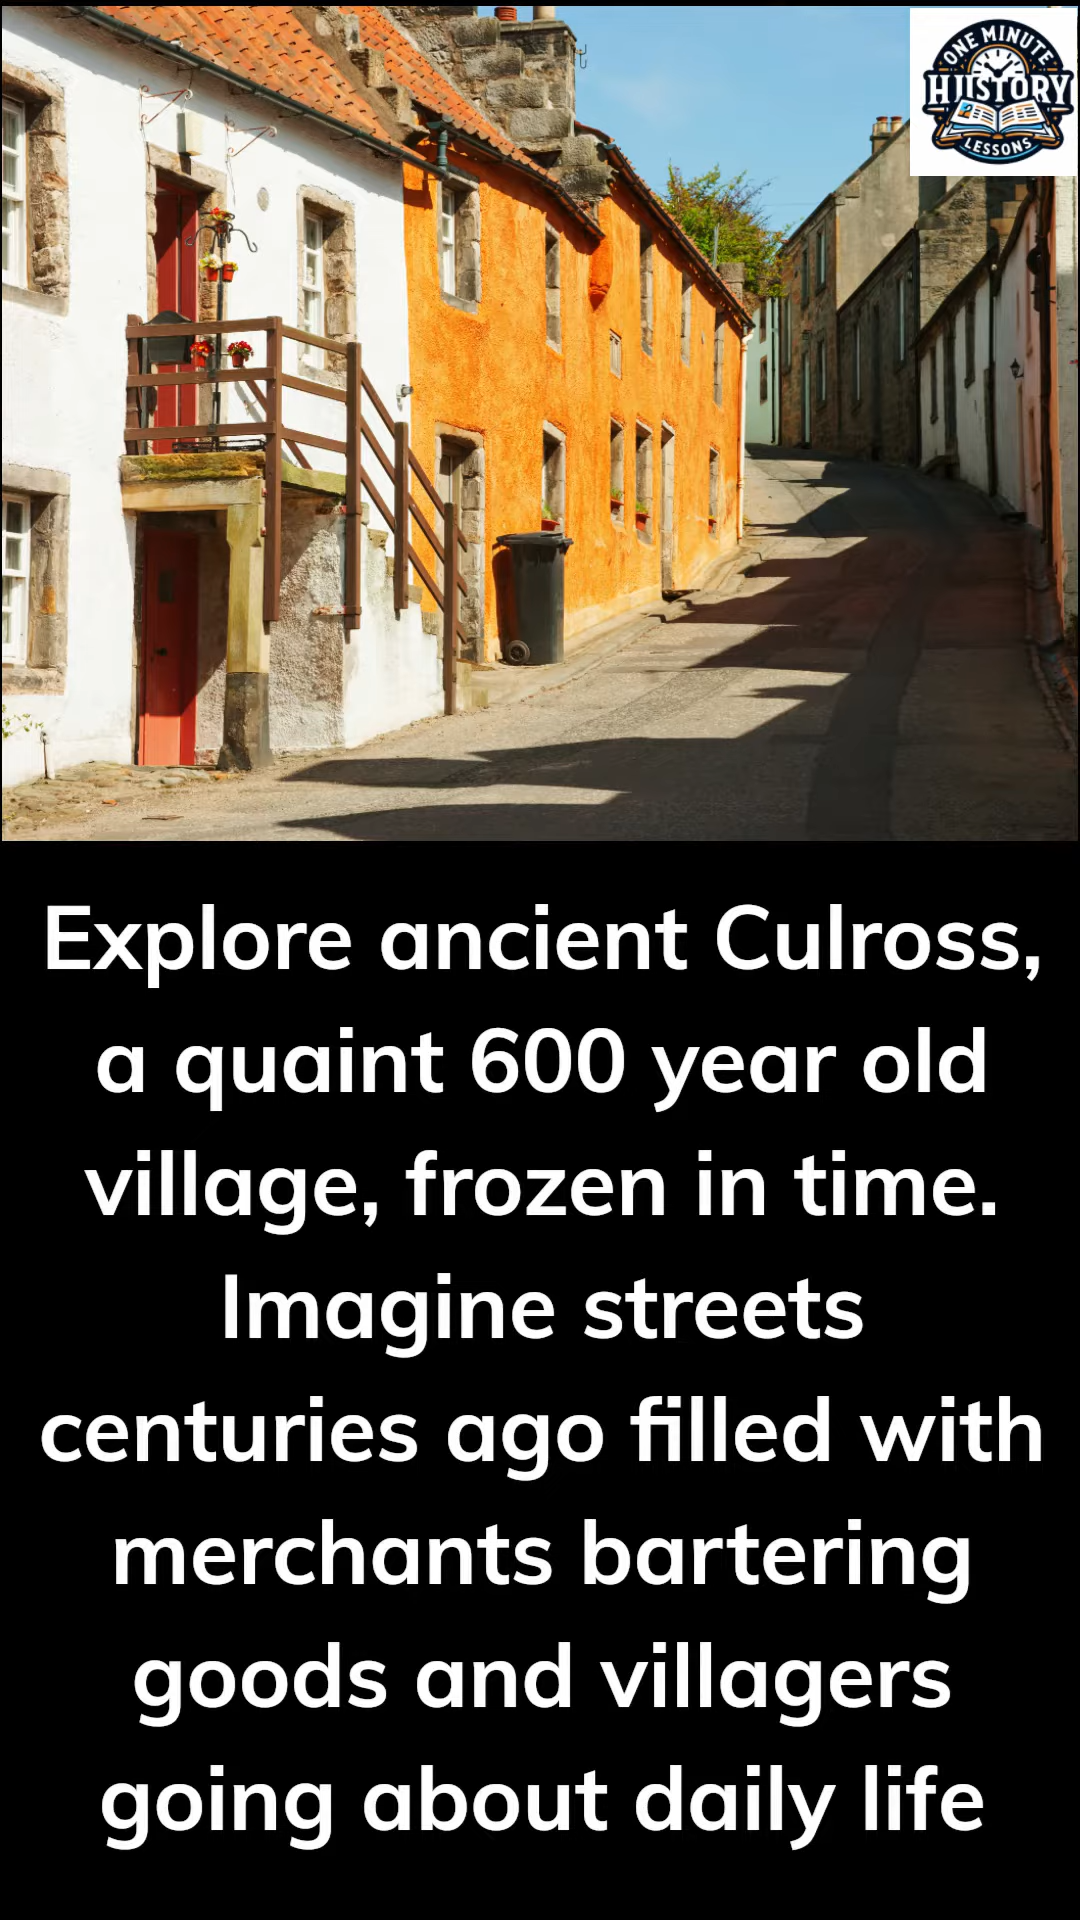 ONE MINUTE
HIISTORY
LESSONS
Explore ancient Culross,
a quaint 600 year old
village, frozen in time.
Imagine streets
centuries ago filled with
merchants bartering
goods and villagers
going about daily life